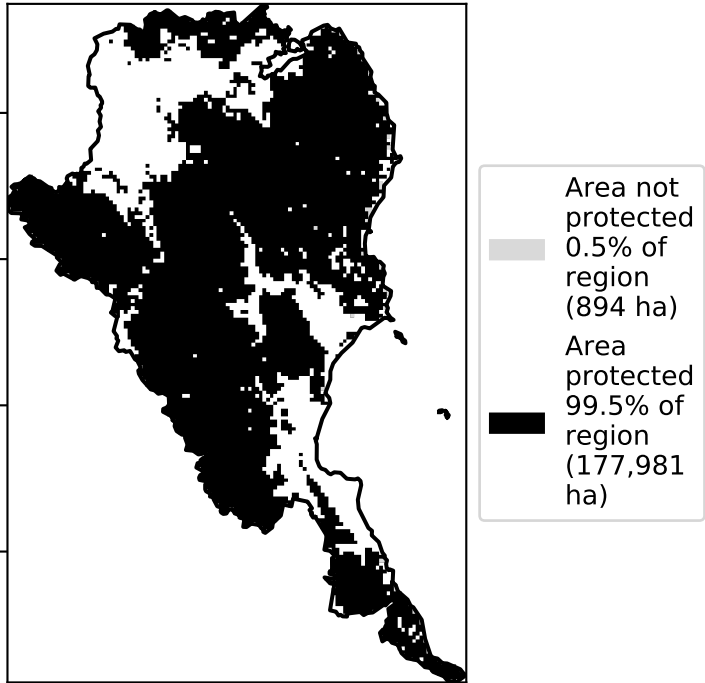 Area not
protected
0.5% of
region
(894 ha)
Area
protected
99.5% of
region
(177,981
ha)